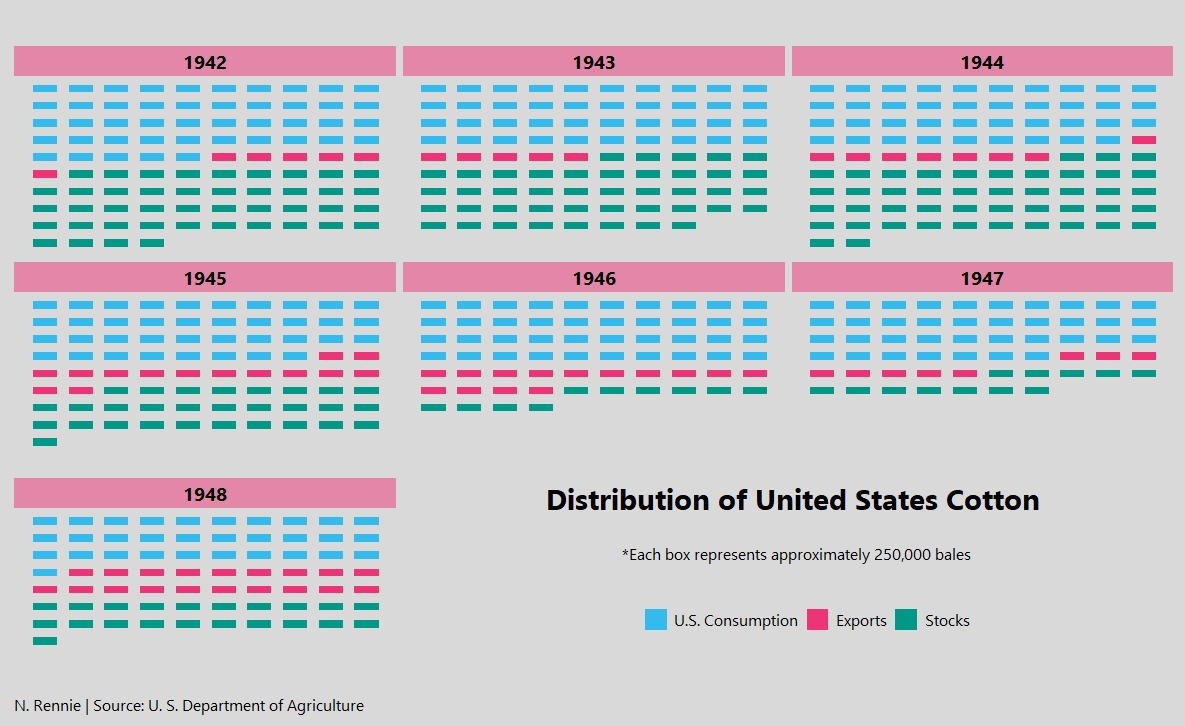 1942
1943
1944
1945
1946
1947
1948
Distribution of United States Cotton
*Each box represents approximately 250,000 bales
U.S. Consumption
Exports
Stocks
N. Rennie | Source: U. S. Department of Agriculture